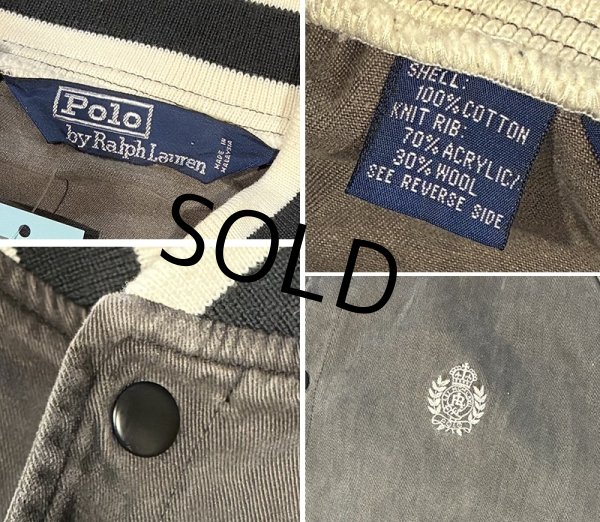 Polo
by Ralph Lauren
MADE IN
MALAYSIA
SHELL:
100% COTTON
KNIT RIB:
70% ACRYLIC/
30% WOOL
SEE REVERSE SIDE
SOLD